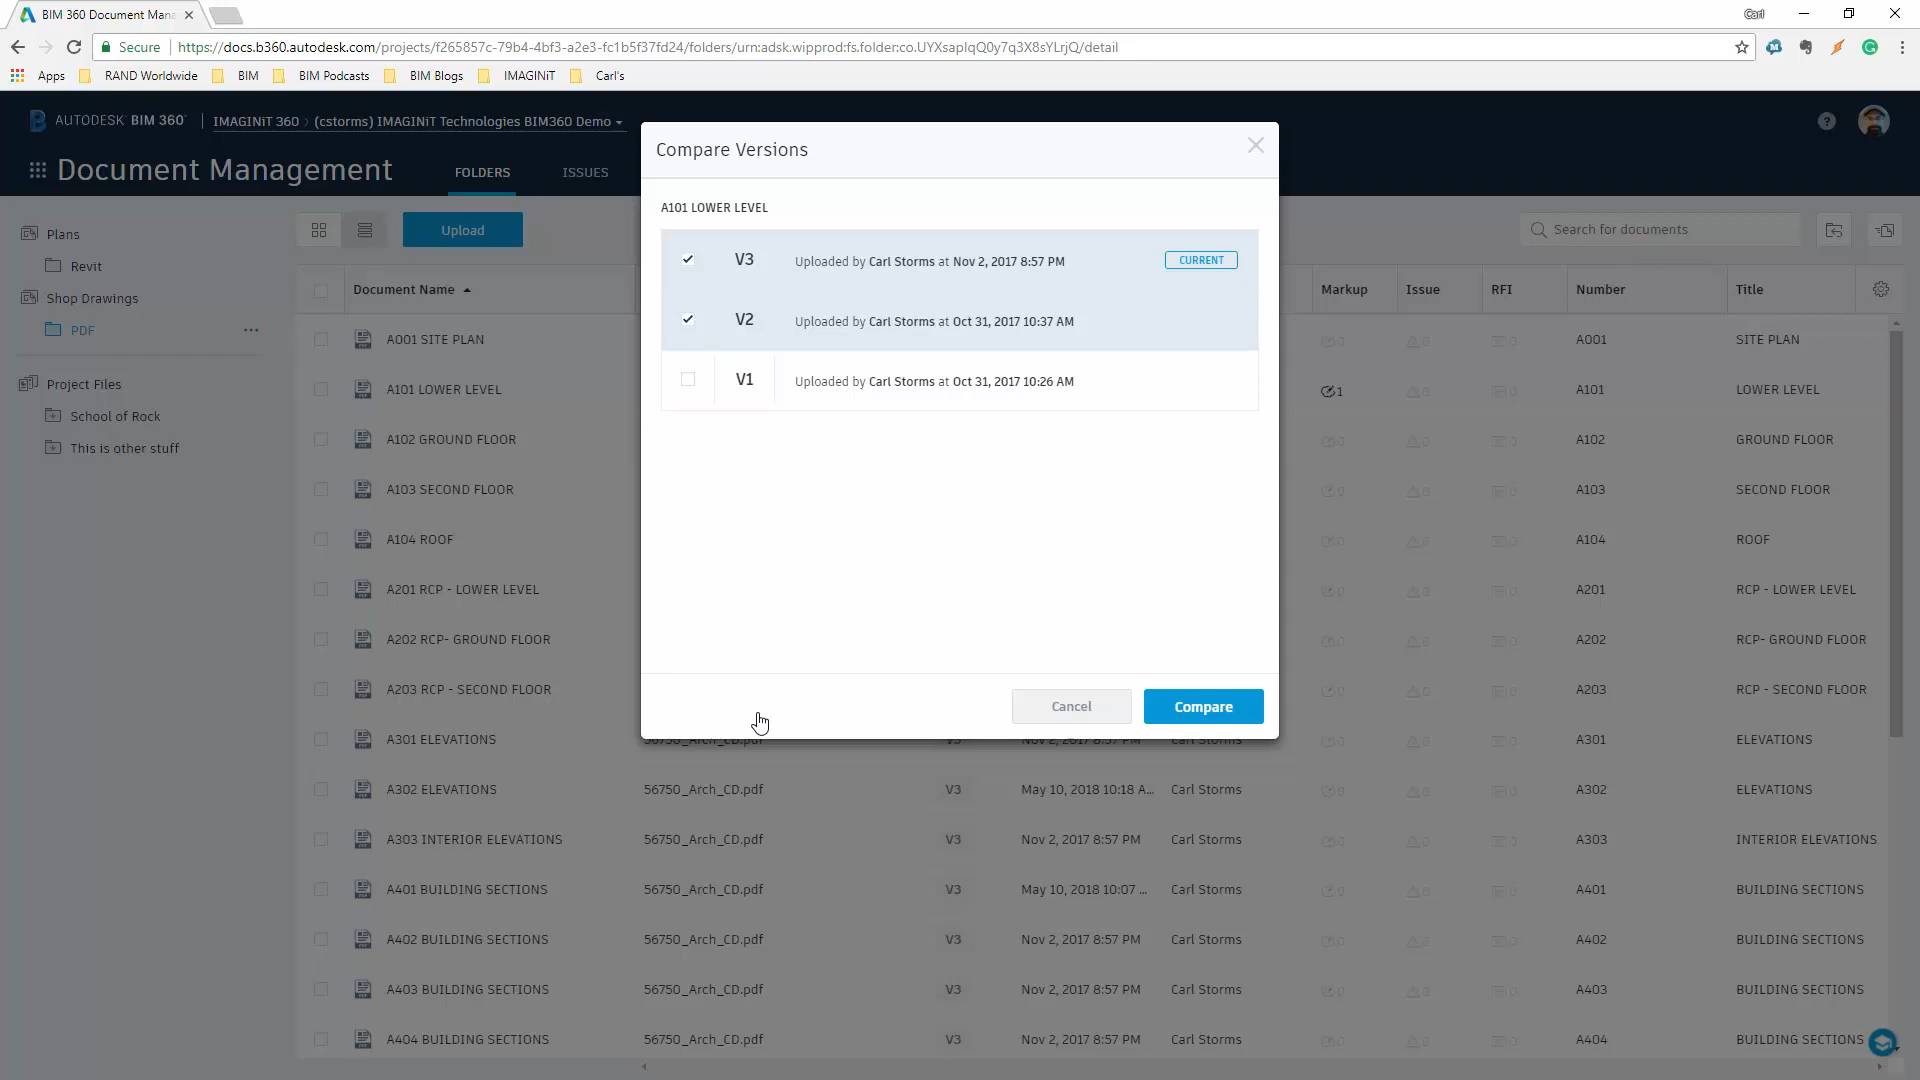 BIM 360 Document Mana
Carl
Secure
https://docs.b360.autodesk.com/projects/f265857c-79b4-4bf3-a2e3-fc1b5f37fd24/folders/urn:adsk.wipprod:fs.folder:co.UYXsaplqQ0y7q3X8sYLrjQ/detail
Apps RAND Worldwide BIM BIM Podcasts BIM Blogs IMAGINiT Carl's
AUTODESK BIM 360 IMAGINiT 360 > (cstorms) IMAGINiT Technologies BIM360 Demo
Document Management FOLDERS ISSUES
Compare Versions
A101 LOWER LEVEL
V3 Uploaded by Carl Storms at Nov 2, 2017 8:57 PM CURRENT
V2 Uploaded by Carl Storms at Oct 31, 2017 10:37 AM
V1 Uploaded by Carl Storms at Oct 31, 2017 10:26 AM
Cancel Compare
Plans
Revit
Shop Drawings
PDF
Project Files
School of Rock
This is other stuff
Upload Search for documents
Document Name Markup Issue RFI Number Title
A001 SITE PLAN A001 SITE PLAN
A101 LOWER LEVEL 1 A101 LOWER LEVEL
A102 GROUND FLOOR A102 GROUND FLOOR
A103 SECOND FLOOR A103 SECOND FLOOR
A104 ROOF A104 ROOF
A201 RCP - LOWER LEVEL A201 RCP - LOWER LEVEL
A202 RCP- GROUND FLOOR A202 RCP- GROUND FLOOR
A203 RCP - SECOND FLOOR A203 RCP - SECOND FLOOR
A301 ELEVATIONS 56750_Arch_CD.pdf V3 Nov 2, 2017 8:57 PM Carl Storms A301 ELEVATIONS
A302 ELEVATIONS 56750_Arch_CD.pdf V3 May 10, 2018 10:18 A... Carl Storms A302 ELEVATIONS
A303 INTERIOR ELEVATIONS 56750_Arch_CD.pdf V3 Nov 2, 2017 8:57 PM Carl Storms A303 INTERIOR ELEVATIONS
A401 BUILDING SECTIONS 56750_Arch_CD.pdf V3 May 10, 2018 10:07 ... Carl Storms A401 BUILDING SECTIONS
A402 BUILDING SECTIONS 56750_Arch_CD.pdf V3 Nov 2, 2017 8:57 PM Carl Storms A402 BUILDING SECTIONS
A403 BUILDING SECTIONS 56750_Arch_CD.pdf V3 Nov 2, 2017 8:57 PM Carl Storms A403 BUILDING SECTIONS
A404 BUILDING SECTIONS 56750_Arch_CD.pdf V3 Nov 2, 2017 8:57 PM Carl Storms A404 BUILDING SECTIONS